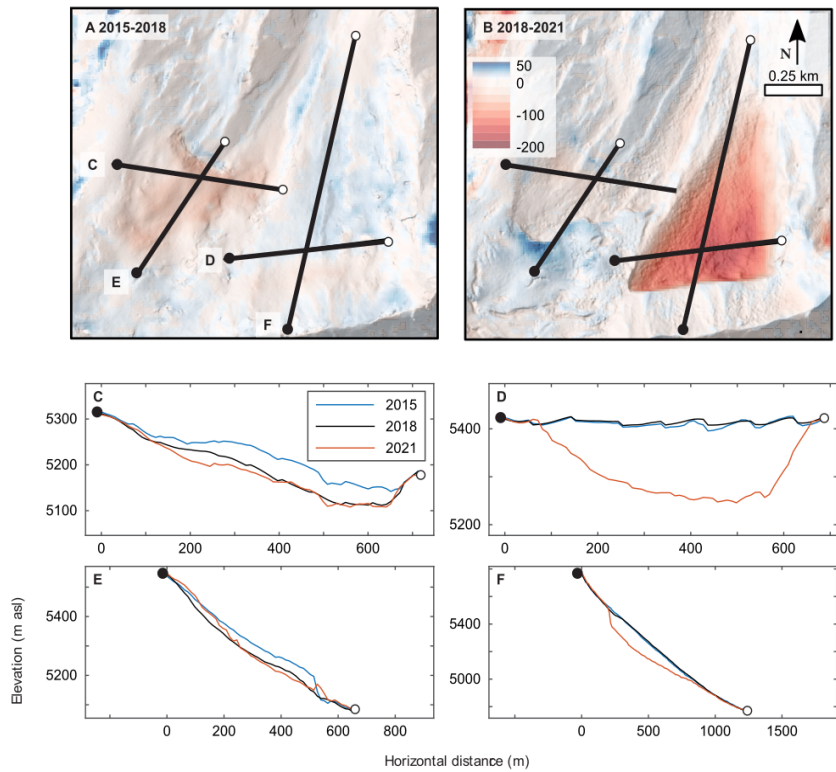 A 2015-2018
C
D
E
F
B 2018-2021
50
0
-100
-200
N
0.25 km
C
2015
2018
2021
5300
5200
5100
0 200 400 600
D
5400
5200
0 200 400 600
E
5400
5200
0 200 400 600 800
F
5400
5000
0 500 1000 1500
Elevation (m asl)
Horizontal distance (m)